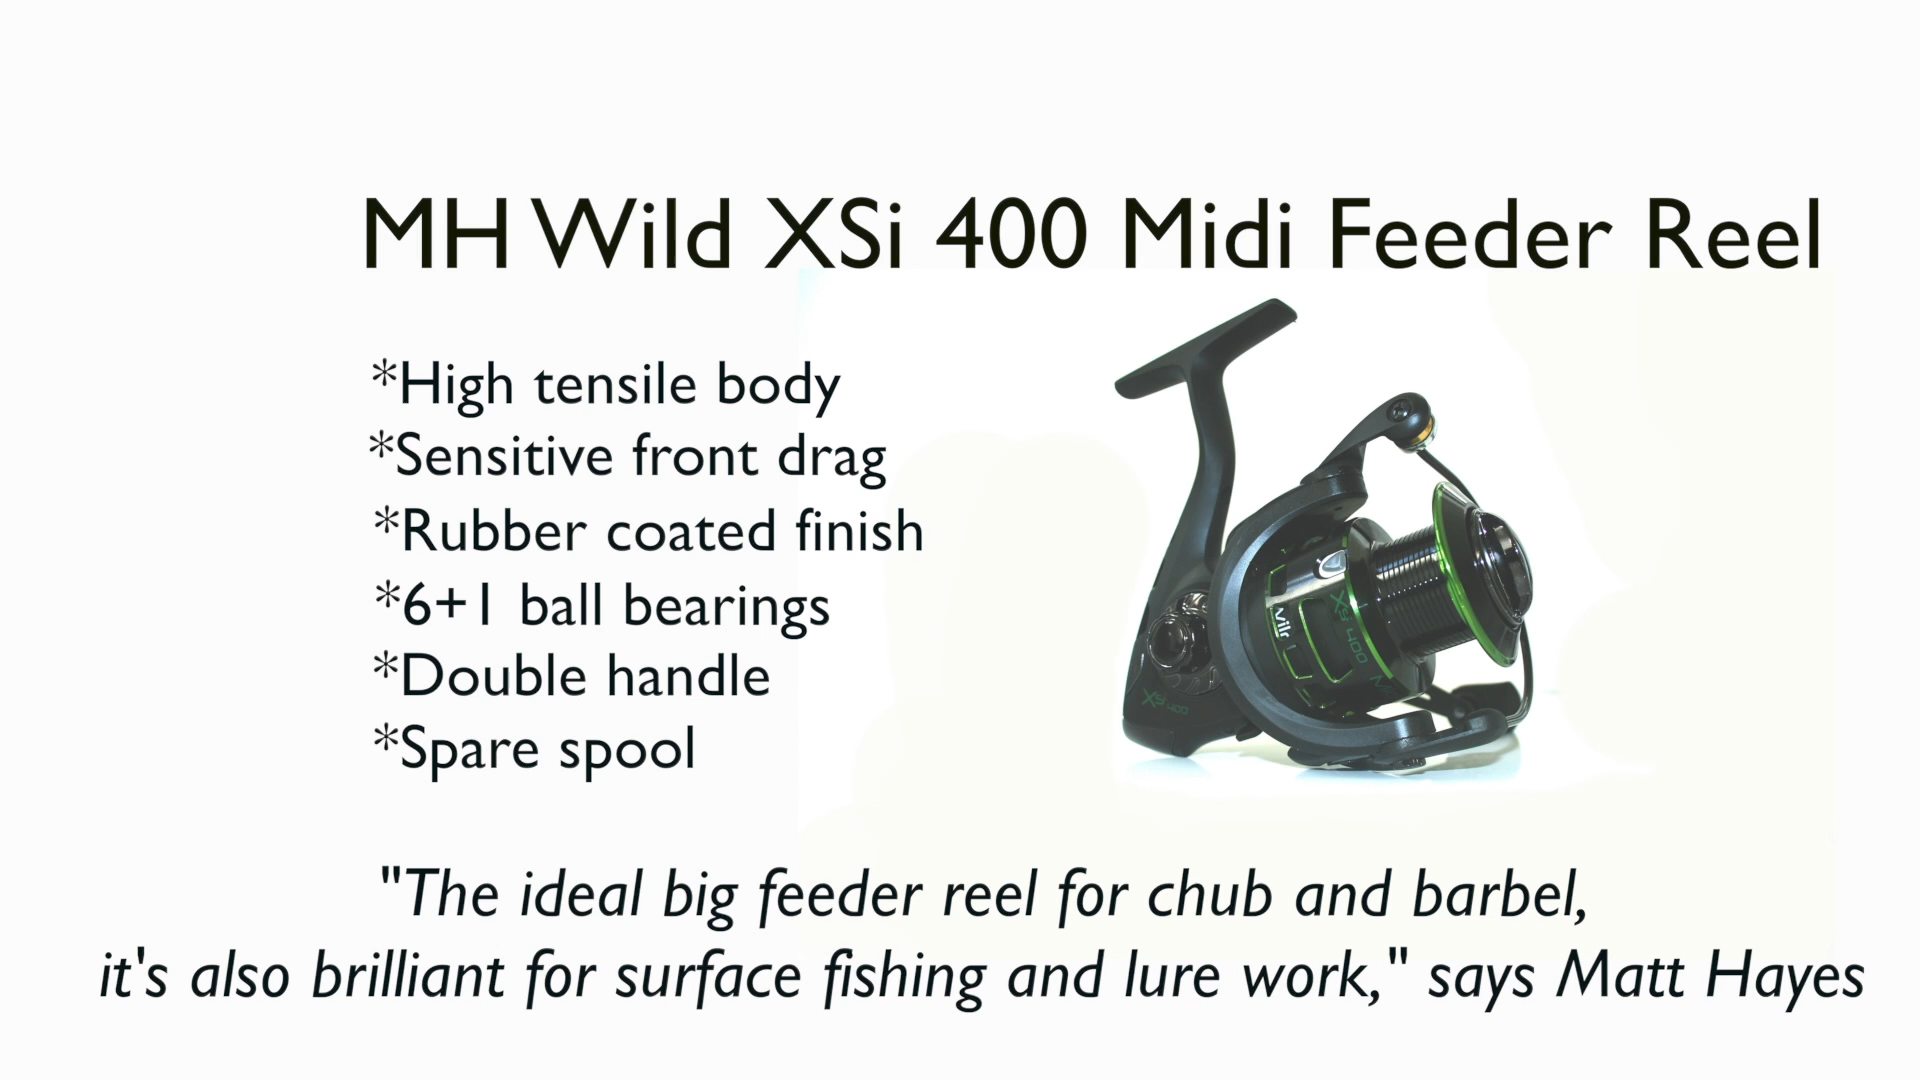 MH Wild XSi 400 Midi Feeder Reel
*High tensile body
*Sensitive front drag
*Rubber coated finish
*6+1 ball bearings
*Double handle
*Spare spool
XSi 400
"The ideal big feeder reel for chub and barbel,
it's also brilliant for surface fishing and lure work," says Matt Hayes